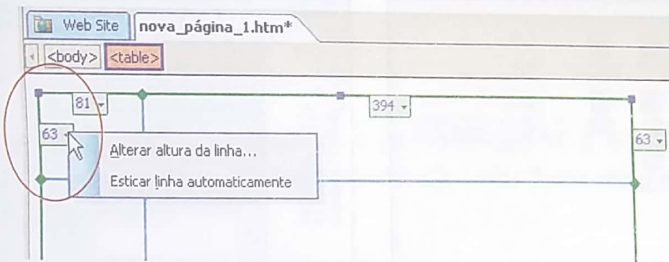 Web Site nova_página_1.htm*
<body> <table>
81 394
63 63
Alterar altura da linha...
Esticar linha automaticamente